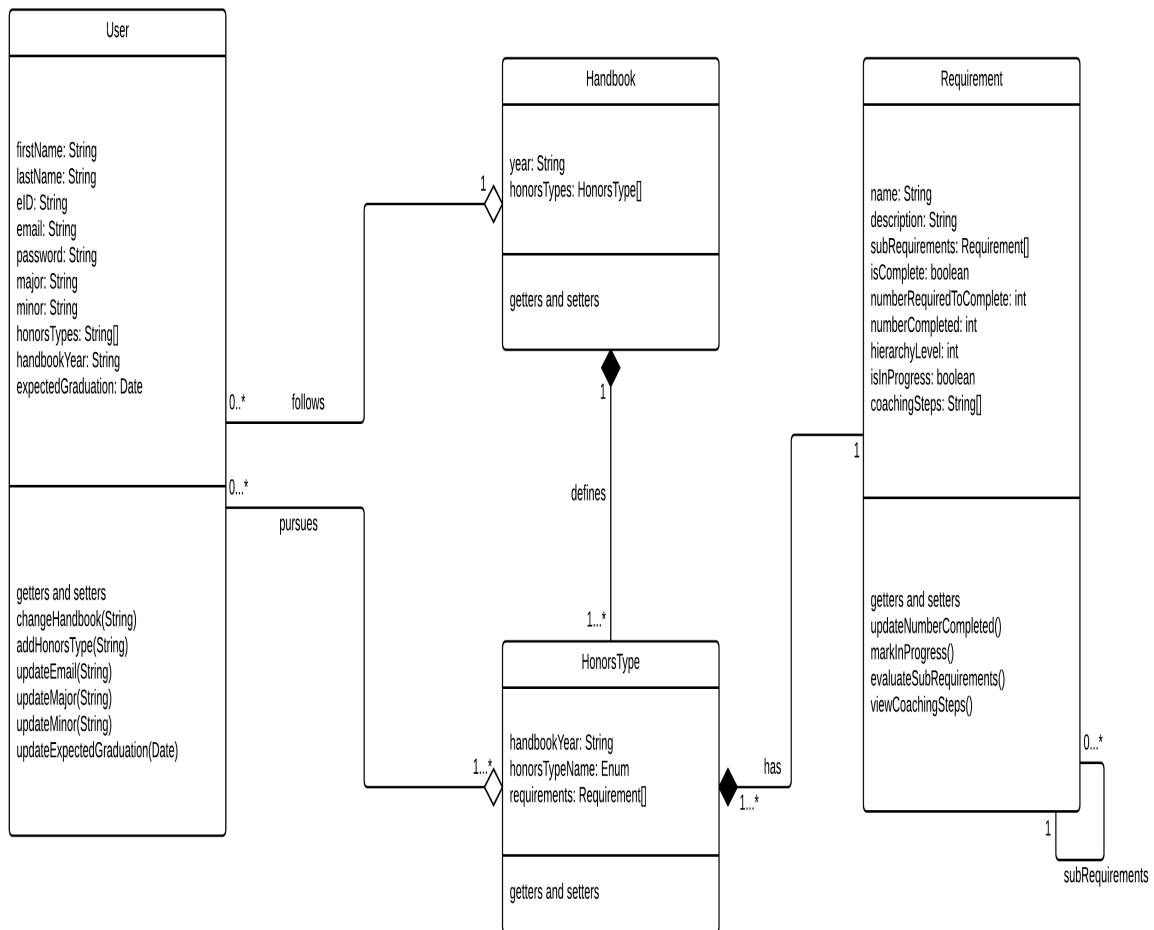 User
firstName: String
lastName: String
eID: String
email: String
password: String
major: String
minor: String
honorsTypes: String[]
handbookYear: String
expectedGraduation: Date
getters and setters
changeHandbook(String)
addHonorsType(String)
updateEmail(String)
updateMajor(String)
updateMinor(String)
updateExpectedGraduation(Date)
0..*
follows
1
0...*
pursues
1...*
Handbook
year: String
honorsTypes: HonorsType[]
getters and setters
1
defines
1...*
HonorsType
handbookYear: String
honorsTypeName: Enum
requirements: Requirement[]
getters and setters
has
1...*
1
Requirement
name: String
description: String
subRequirements: Requirement[]
isComplete: boolean
numberRequiredToComplete: int
numberCompleted: int
hierarchyLevel: int
isInProgress: boolean
coachingSteps: String[]
getters and setters
updateNumberCompleted()
markInProgress()
evaluateSubRequirements()
viewCoachingSteps()
0...*
1
subRequirements